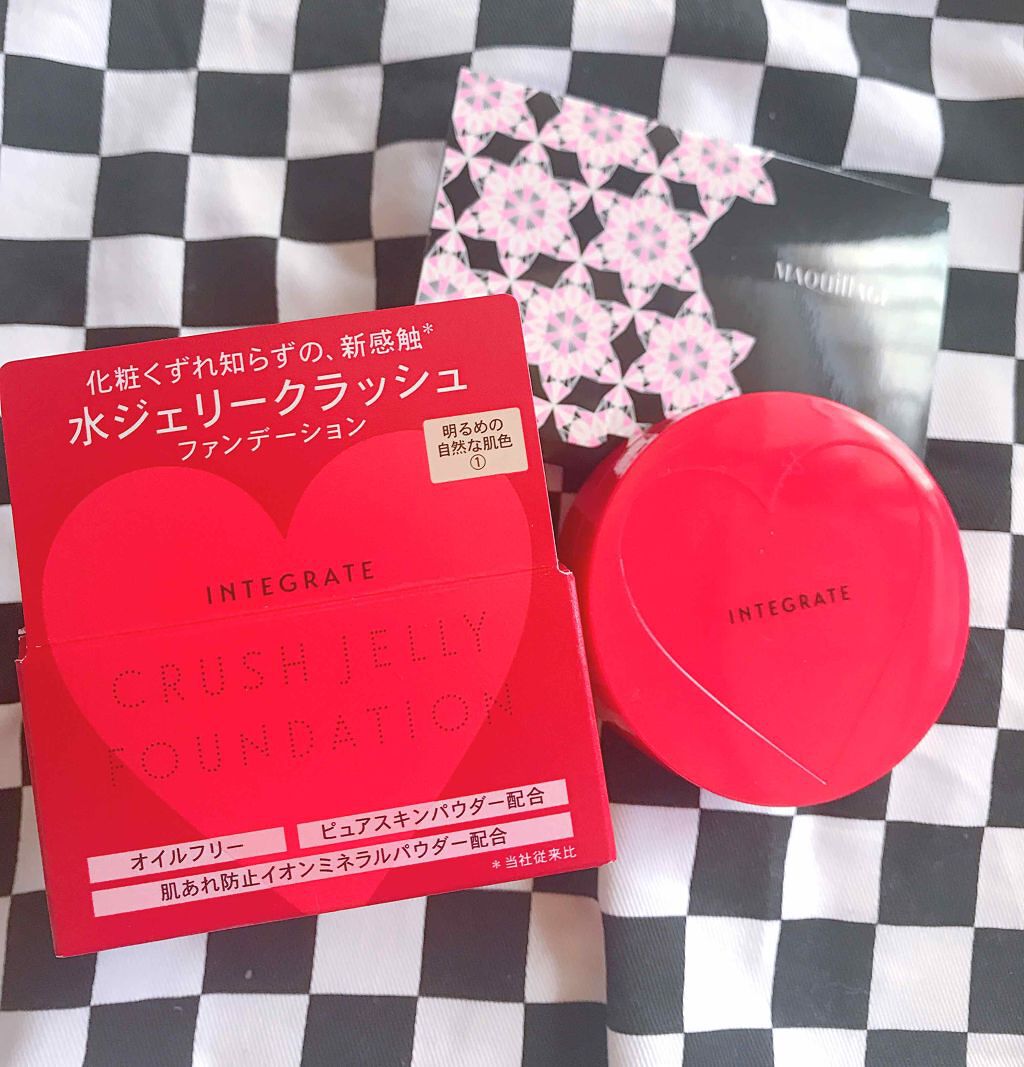 MAQuillAGE
化粧くずれ知らずの、新感触*
水ジェリークラッシュ
ファンデーション
明るめの
自然な肌色
①
INTEGRATE
CRUSH JELLY
FOUNDATION
オイルフリー
ピュアスキンパウダー配合
肌あれ防止イオンミネラルパウダー配合
*当社従来比
INTEGRATE